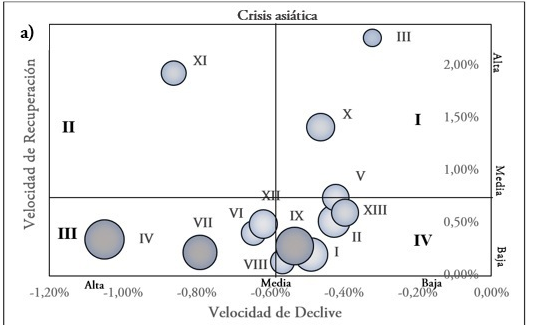 Crisis asiática
a)
III
Alta
2,00%
XI
X
I
1,50%
II
Velocidad de Recuperación
1,00%
Media
V
XII
XIII
0,50%
VI
IX
VII
II
III
IV
IV
VIII
I
Baja
0,00%
Alta
Media
Baja
-1,20%
-1,00%
-0,80%
-0,60%
-0,40%
-0,20%
0,00%
Velocidad de Declive